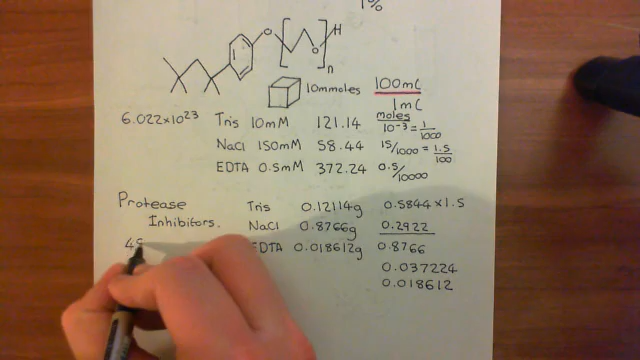 1%
O
H
O
n
10mmoles 100mL
1mL
6.022x10²³ Tris 10mM 121.14 moles 10⁻³ = 1/1000
NaCl 150mM 58.44 15/1000 = 1.5/100
EDTA 0.5mM 372.24 0.5/10000
Protease Tris 0.12114g 0.5844 x 1.5
Inhibitors. NaCl 0.8766g 0.2922
EDTA 0.018612g 0.8766
0.037224
0.018612